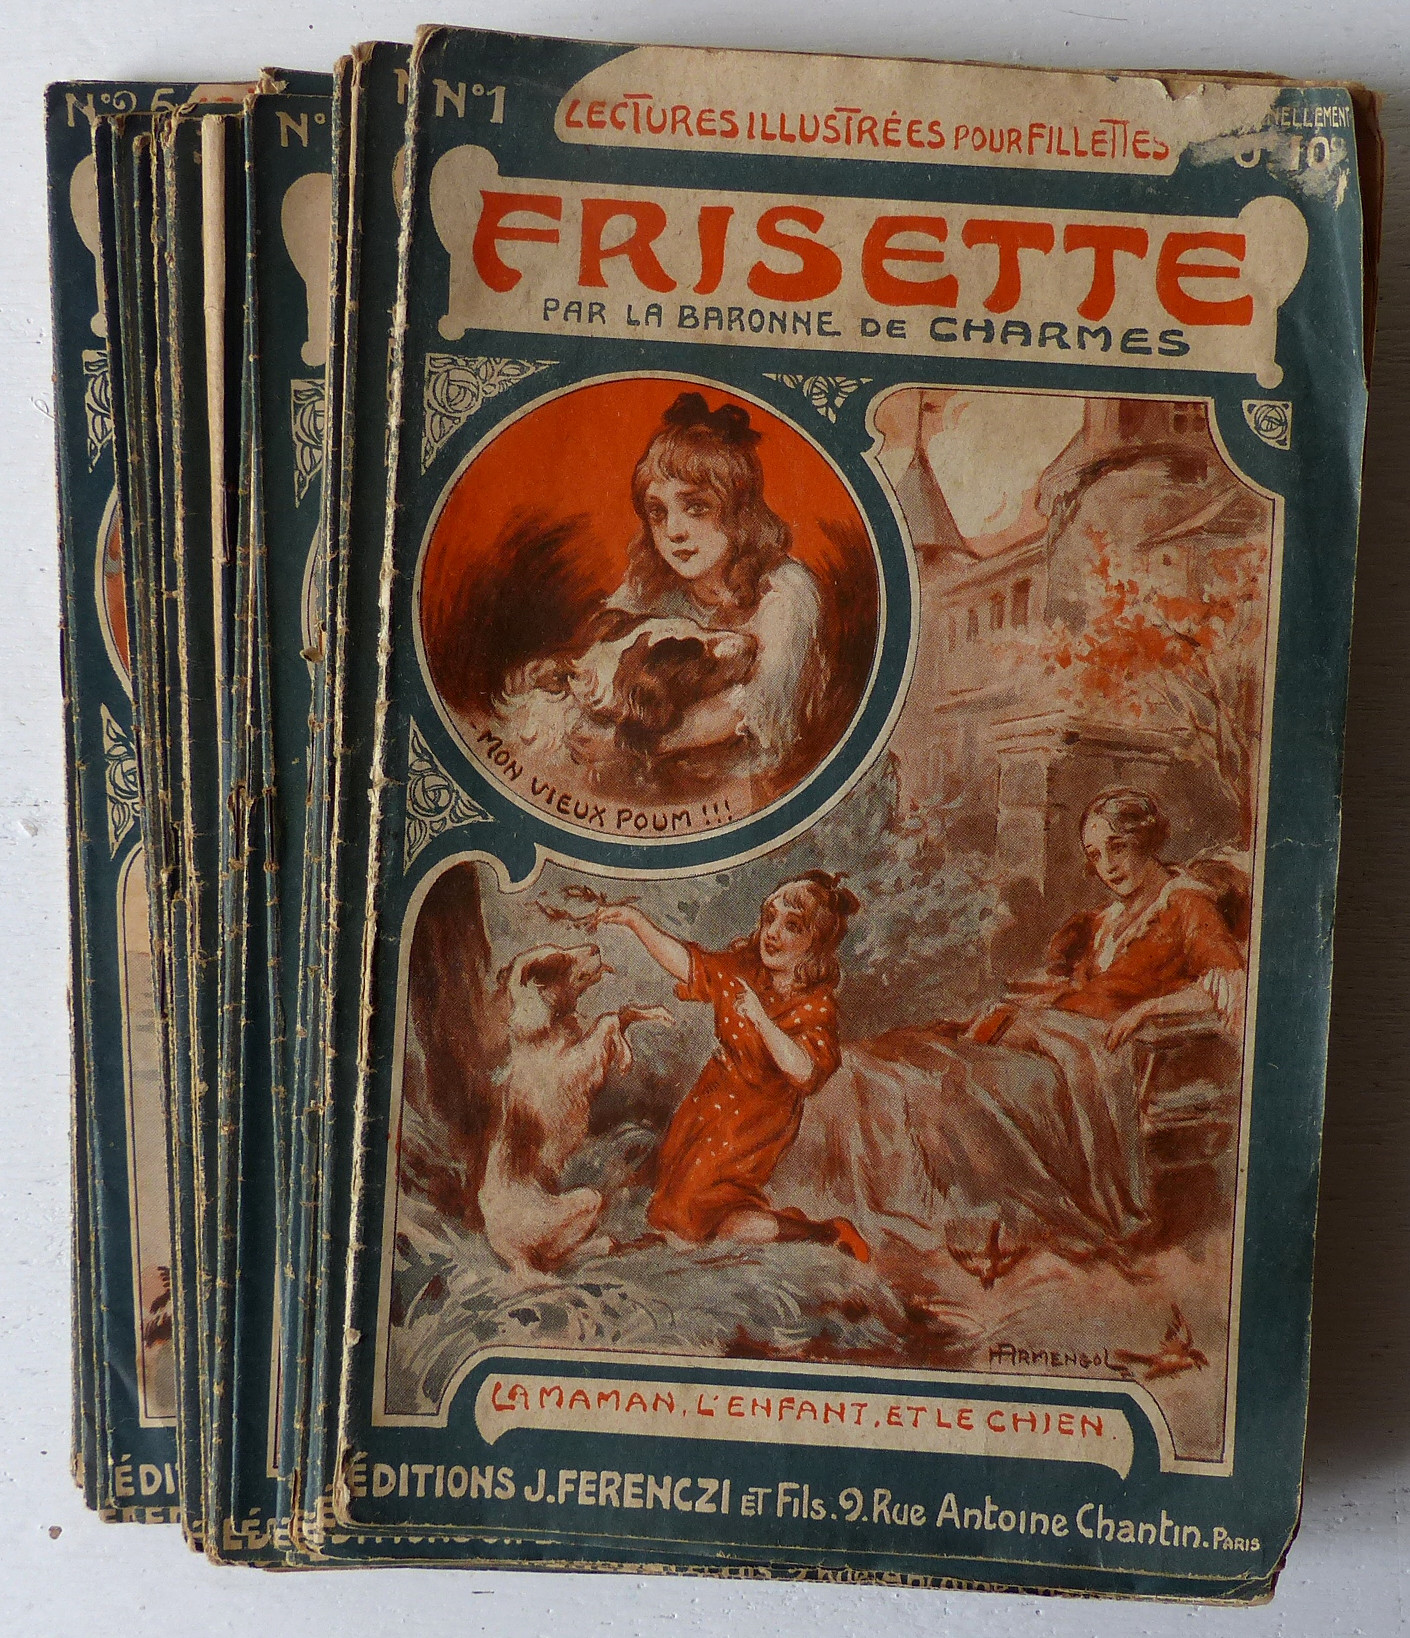 N°1
LECTURES ILLUSTRÉES POUR FILLETTES
FRISETTE
PAR LA BARONNE DE CHARMES
MON VIEUX POUM!!!
ARMENGOL
LA MAMAN, L'ENFANT, ET LE CHIEN.
ÉDITIONS J. FERENCZI ET Fils. 9. Rue Antoine Chantin. PARIS
N°